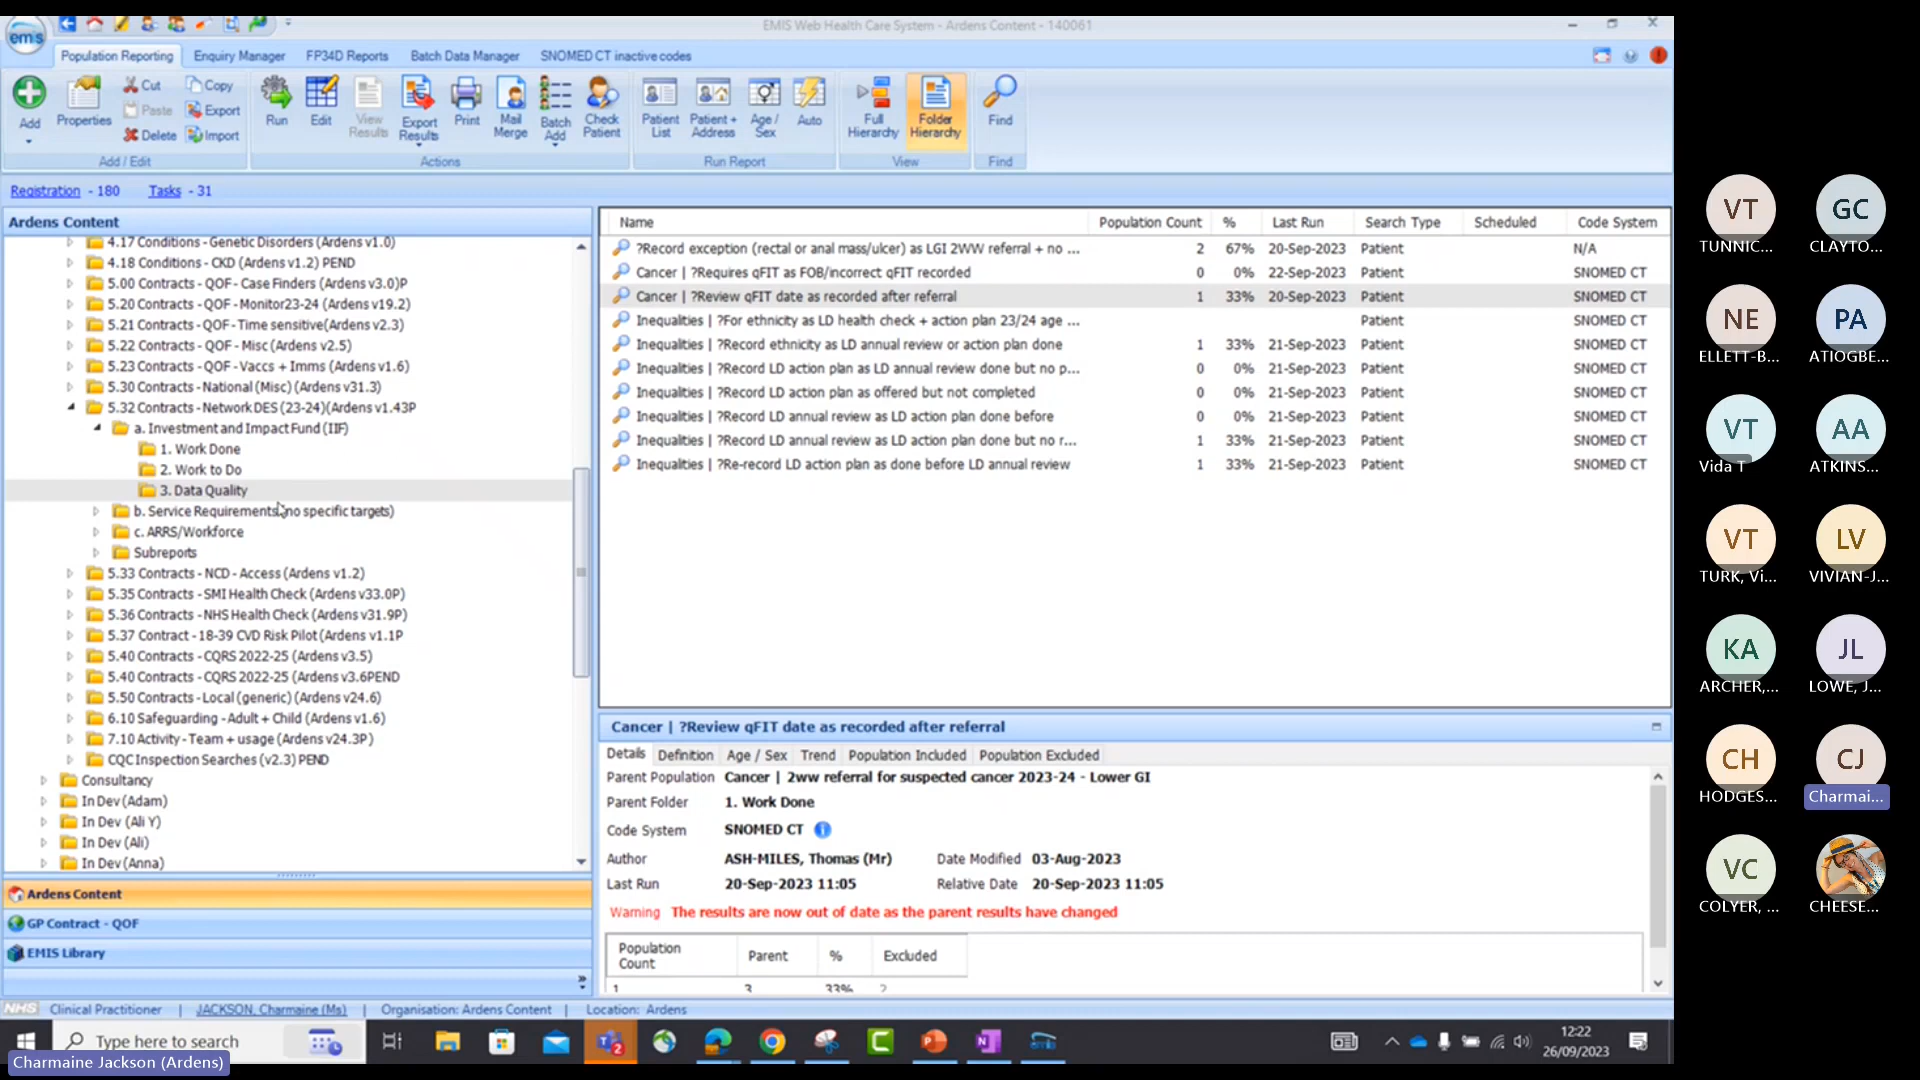 EMIS Web Health Care System - Ardens Content - 140061
emis
Population Reporting Enquiry Manager FP34D Reports Batch Data Manager SNOMED CT inactive codes
Add
Properties
Cut
Paste
Delete
Copy
Export
Import
Add / Edit
Run
Edit
View Results
Export Results
Print
Mail Merge
Batch Add
Check Patient
Actions
Patient List
Patient + Address
Age / Sex
Auto
Run Report
Full Hierarchy
Folder Hierarchy
View
Find
Find
Registration - 180 Tasks - 31
Ardens Content
4.17 Conditions - Genetic Disorders (Ardens v1.0)
4.18 Conditions - CKD (Ardens v1.2) PEND
5.00 Contracts - QOF - Case Finders (Ardens v3.0)P
5.20 Contracts - QOF - Monitor23-24 (Ardens v19.2)
5.21 Contracts - QOF - Time sensitive(Ardens v2.3)
5.22 Contracts - QOF - Misc (Ardens v2.5)
5.23 Contracts - QOF - Vaccs + Imms (Ardens v1.6)
5.30 Contracts - National (Misc) (Ardens v31.3)
5.32 Contracts - Network DES (23-24)(Ardens v1.43P
a. Investment and Impact Fund (IIF)
1. Work Done
2. Work to Do
3. Data Quality
b. Service Requirements(no specific targets)
c. ARRS/Workforce
Subreports
5.33 Contracts - NCD - Access (Ardens v1.2)
5.35 Contracts - SMI Health Check (Ardens v33.0P)
5.36 Contracts - NHS Health Check (Ardens v31.9P)
5.37 Contract - 18-39 CVD Risk Pilot (Ardens v1.1P
5.40 Contracts - CQRS 2022-25 (Ardens v3.5)
5.40 Contracts - CQRS 2022-25 (Ardens v3.6PEND
5.50 Contracts - Local (generic) (Ardens v24.6)
6.10 Safeguarding - Adult + Child (Ardens v1.6)
7.10 Activity - Team + usage (Ardens v24.3P)
CQC Inspection Searches (v2.3) PEND
Consultancy
In Dev (Adam)
In Dev (Ali Y)
In Dev (Ali)
In Dev (Anna)
Ardens Content
GP Contract - QOF
EMIS Library
Name Population Count % Last Run Search Type Scheduled Code System
?Record exception (rectal or anal mass/ulcer) as LGI 2WW referral + no ... 2 67% 20-Sep-2023 Patient N/A
Cancer | ?Requires qFIT as FOB/incorrect qFIT recorded 0 0% 22-Sep-2023 Patient SNOMED CT
Cancer | ?Review qFIT date as recorded after referral 1 33% 20-Sep-2023 Patient SNOMED CT
Inequalities | ?For ethnicity as LD health check + action plan 23/24 age ... Patient SNOMED CT
Inequalities | ?Record ethnicity as LD annual review or action plan done 1 33% 21-Sep-2023 Patient SNOMED CT
Inequalities | ?Record LD action plan as LD annual review done but no p... 0 0% 21-Sep-2023 Patient SNOMED CT
Inequalities | ?Record LD action plan as offered but not completed 0 0% 21-Sep-2023 Patient SNOMED CT
Inequalities | ?Record LD annual review as LD action plan done before 0 0% 21-Sep-2023 Patient SNOMED CT
Inequalities | ?Record LD annual review as LD action plan done but no r... 1 33% 21-Sep-2023 Patient SNOMED CT
Inequalities | ?Re-record LD action plan as done before LD annual review 1 33% 21-Sep-2023 Patient SNOMED CT
Cancer | ?Review qFIT date as recorded after referral
Details Definition Age / Sex Trend Population Included Population Excluded
Parent Population Cancer | 2ww referral for suspected cancer 2023-24 - Lower GI
Parent Folder 1. Work Done
Code System SNOMED CT
Author ASH-MILES, Thomas (Mr) Date Modified 03-Aug-2023
Last Run 20-Sep-2023 11:05 Relative Date 20-Sep-2023 11:05
Warning The results are now out of date as the parent results have changed
Population Count Parent % Excluded
1 3 33% 2
NHS Clinical Practitioner | JACKSON, Charmaine (Ms) | Organisation: Ardens Content | Location: Ardens
Type here to search
12:22
26/09/2023
Charmaine Jackson (Ardens)
VT GC
TUNNIC... CLAYTO...
NE PA
ELLETT-B... ATIOGBE...
VT AA
Vida T ATKINS...
VT LV
TURK, Vi... VIVIAN-J...
KA JL
ARCHER,... LOWE, J...
CH CJ
HODGES... Charmai...
VC
COLYER, ... CHEESE...